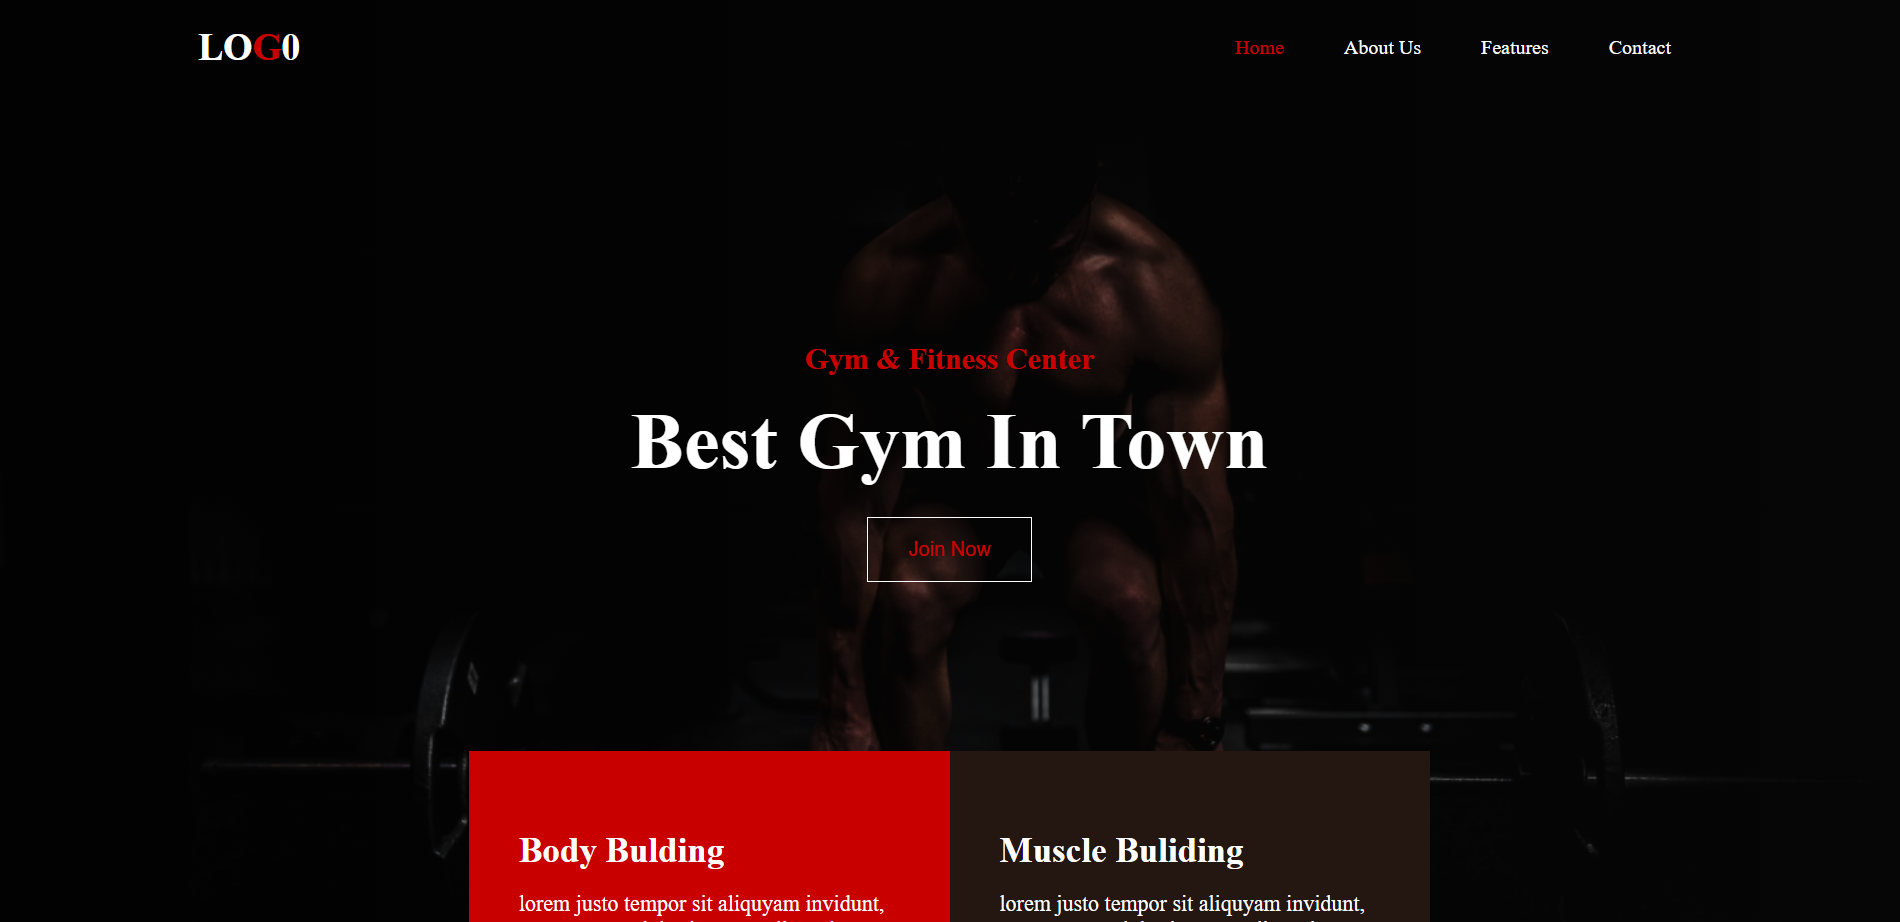 LOG0
Home About Us Features Contact
Gym & Fitness Center
Best Gym In Town
Join Now
Body Bulding
lorem justo tempor sit aliquyam invidunt,
Muscle Buliding
lorem justo tempor sit aliquyam invidunt,